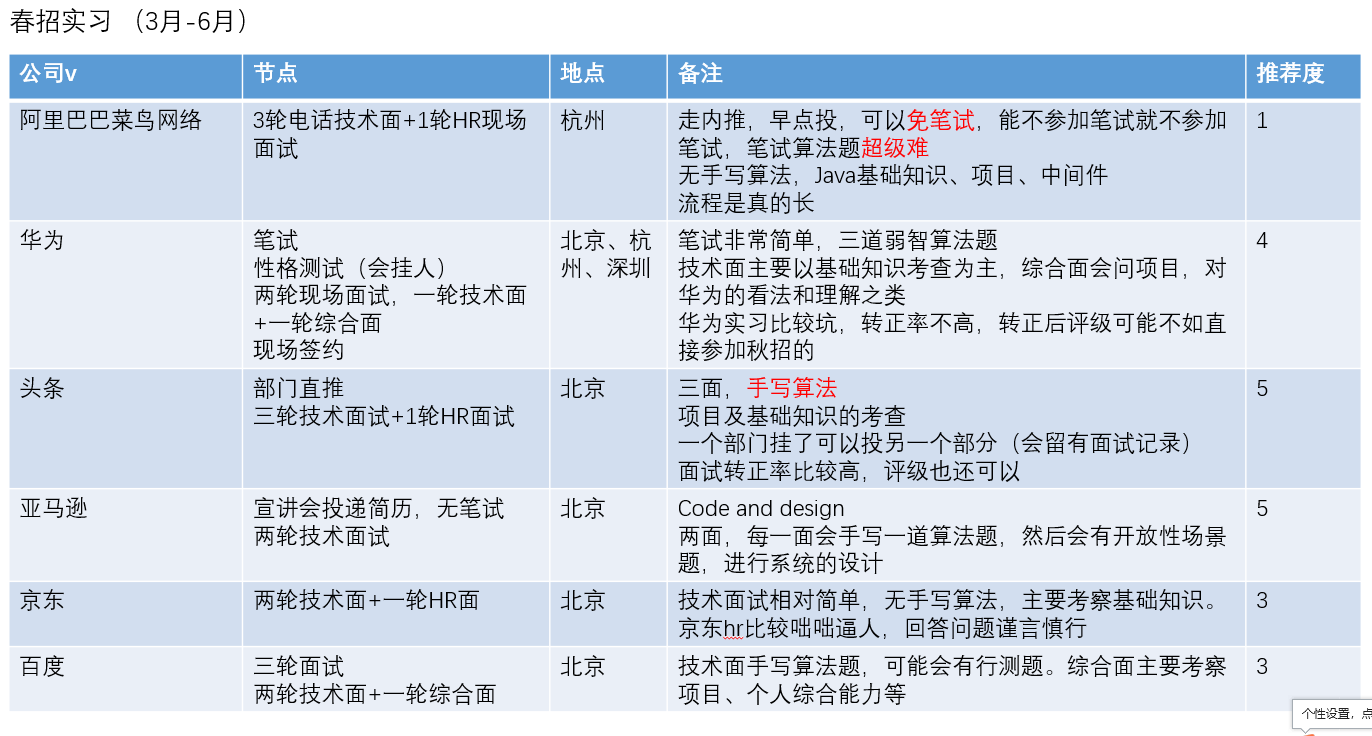 春招实习 （3月-6月）
公司v
节点
地点
备注
推荐度
阿里巴巴菜鸟网络
3轮电话技术面+1轮HR现场
面试
杭州
走内推，早点投，可以免笔试，能不参加笔试就不参加
笔试，笔试算法题超级难
无手写算法，Java基础知识、项目、中间件
流程是真的长
1
华为
笔试
性格测试（会挂人）
两轮现场面试，一轮技术面
+一轮综合面
现场签约
北京、杭
州、深圳
笔试非常简单，三道弱智算法题
技术面主要以基础知识考查为主，综合面会问项目，对
华为的看法和理解之类
华为实习比较坑，转正率不高，转正后评级可能不如直
接参加秋招的
4
头条
部门直推
三轮技术面试+1轮HR面试
北京
三面，手写算法
项目及基础知识的考查
一个部门挂了可以投另一个部分（会留有面试记录）
面试转正率比较高，评级也还可以
5
亚马逊
宣讲会投递简历，无笔试
两轮技术面试
北京
Code and design
两面，每一面会手写一道算法题，然后会有开放性场景
题，进行系统的设计
5
京东
两轮技术面+一轮HR面
北京
技术面试相对简单，无手写算法，主要考察基础知识。
京东hr比较咄咄逼人，回答问题谨言慎行
3
百度
三轮面试
两轮技术面+一轮综合面
北京
技术面手写算法题，可能会有行测题。综合面主要考察
项目、个人综合能力等
3
个性设置，点